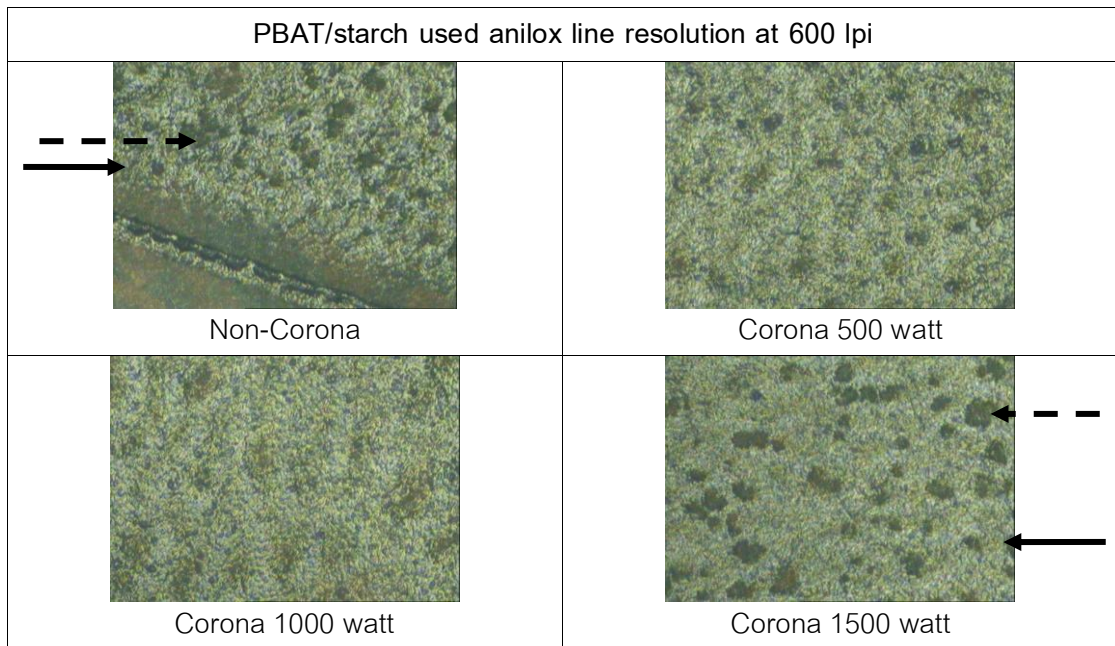 PBAT/starch used anilox line resolution at 600 lpi
Non-Corona
Corona 500 watt
Corona 1000 watt
Corona 1500 watt